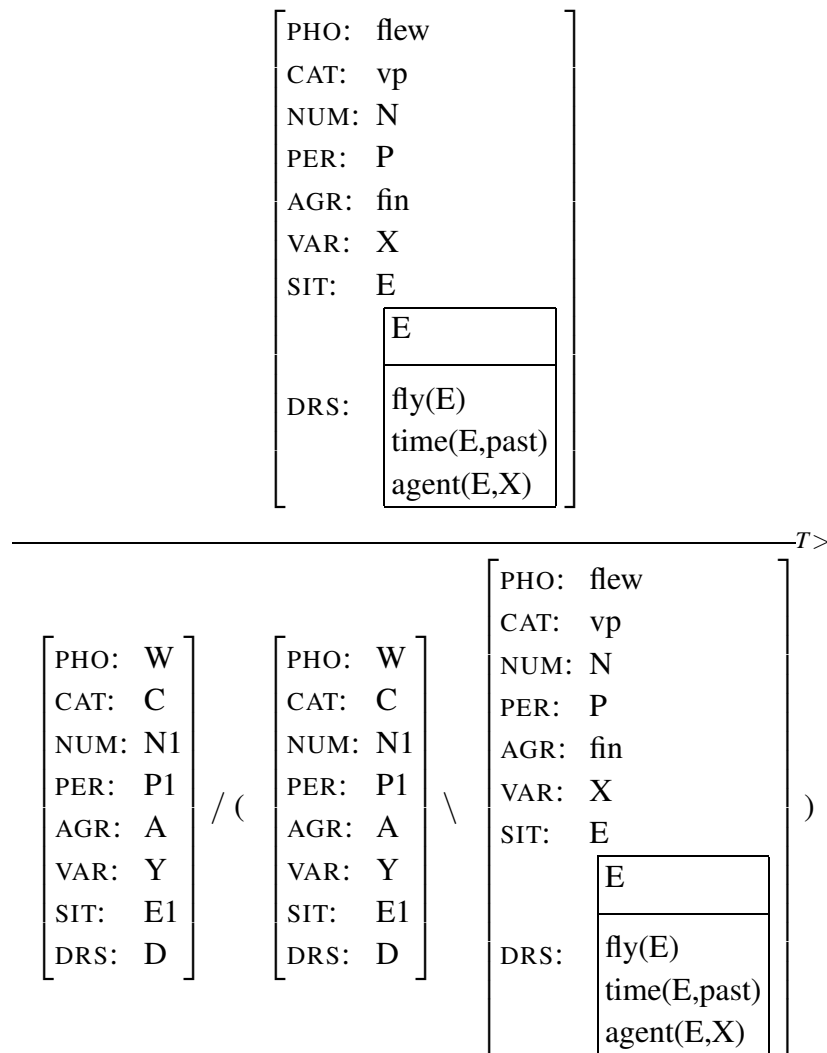 PHO: flew
CAT: vp
NUM: N
PER: P
AGR: fin
VAR: X
SIT: E
E
DRS: fly(E)
time(E,past)
agent(E,X)
T >
PHO: W
CAT: C
NUM: N1
PER: P1
AGR: A
VAR: Y
SIT: E1
DRS: D
/ (
PHO: W
CAT: C
NUM: N1
PER: P1
AGR: A
VAR: Y
SIT: E1
DRS: D
\
PHO: flew
CAT: vp
NUM: N
PER: P
AGR: fin
VAR: X
SIT: E
E
DRS: fly(E)
time(E,past)
agent(E,X)
)